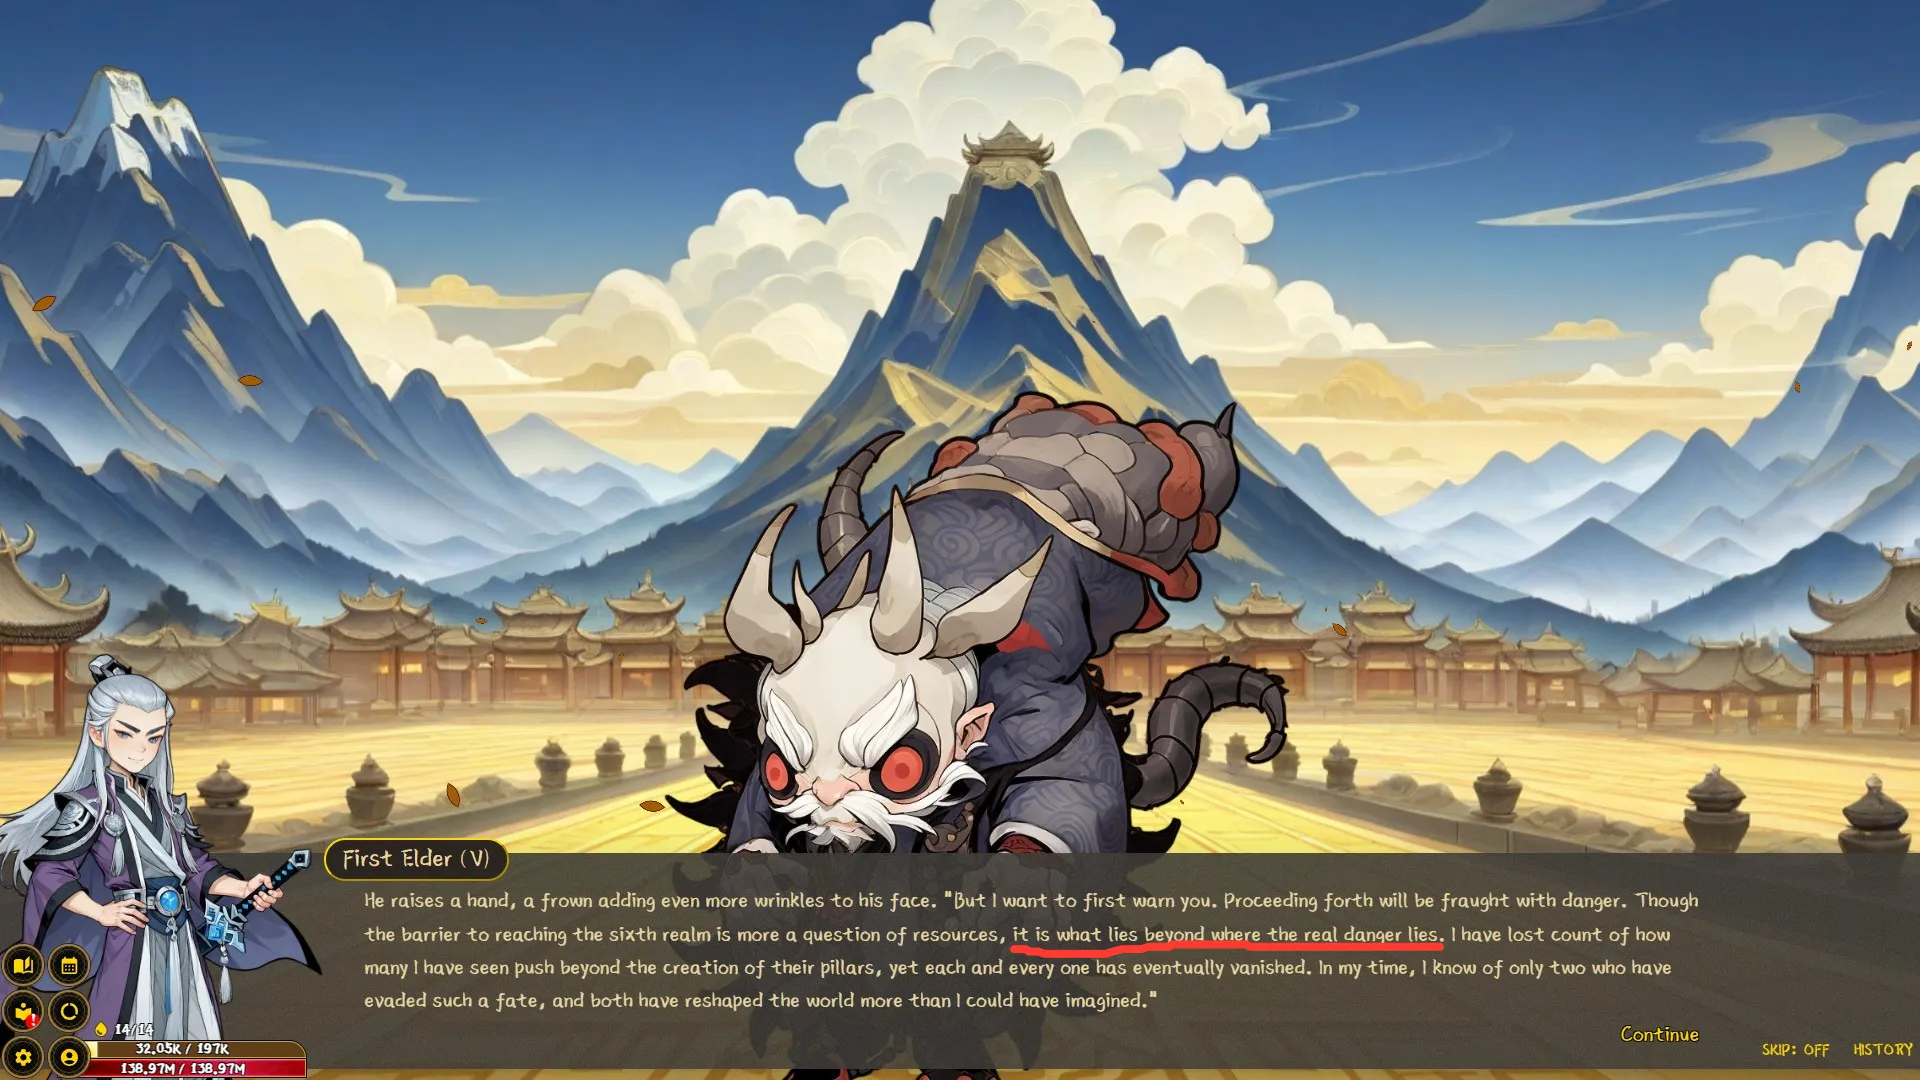 First Elder (V)
He raises a hand, a frown adding even more wrinkles to his face. "But I want to first warn you. Proceeding forth will be fraught with danger. Though
the barrier to reaching the sixth realm is more a question of resources, it is what lies beyond where the real danger lies. I have lost count of how
many I have seen push beyond the creation of their pillars, yet each and every one has eventually vanished. In my time, I know of only two who have
evaded such a fate, and both have reshaped the world more than I could have imagined."
14/14
32.05K / 197K
138.97M / 138.97M
Continue
SKIP: OFF HISTORY